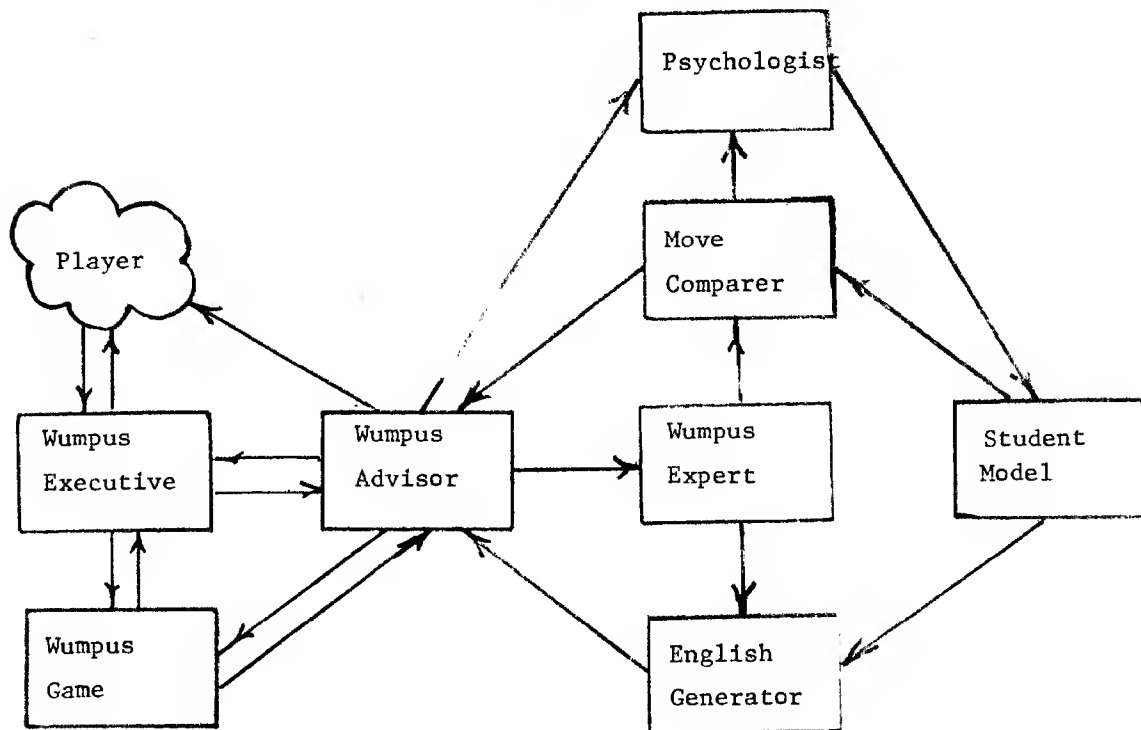 Psychologist
Player
Move
Comparer
Wumpus
Executive
Wumpus
Advisor
Wumpus
Expert
Student
Model
Wumpus
Game
English
Generator